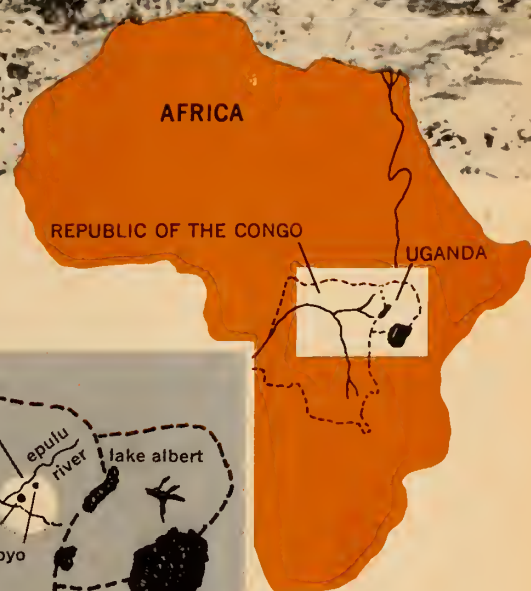 AFRICA
REPUBLIC OF THE CONGO
UGANDA
epulu
river
lake albert